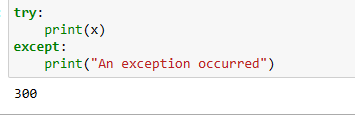 try:
    print(x)
except:
    print("An exception occurred")
300